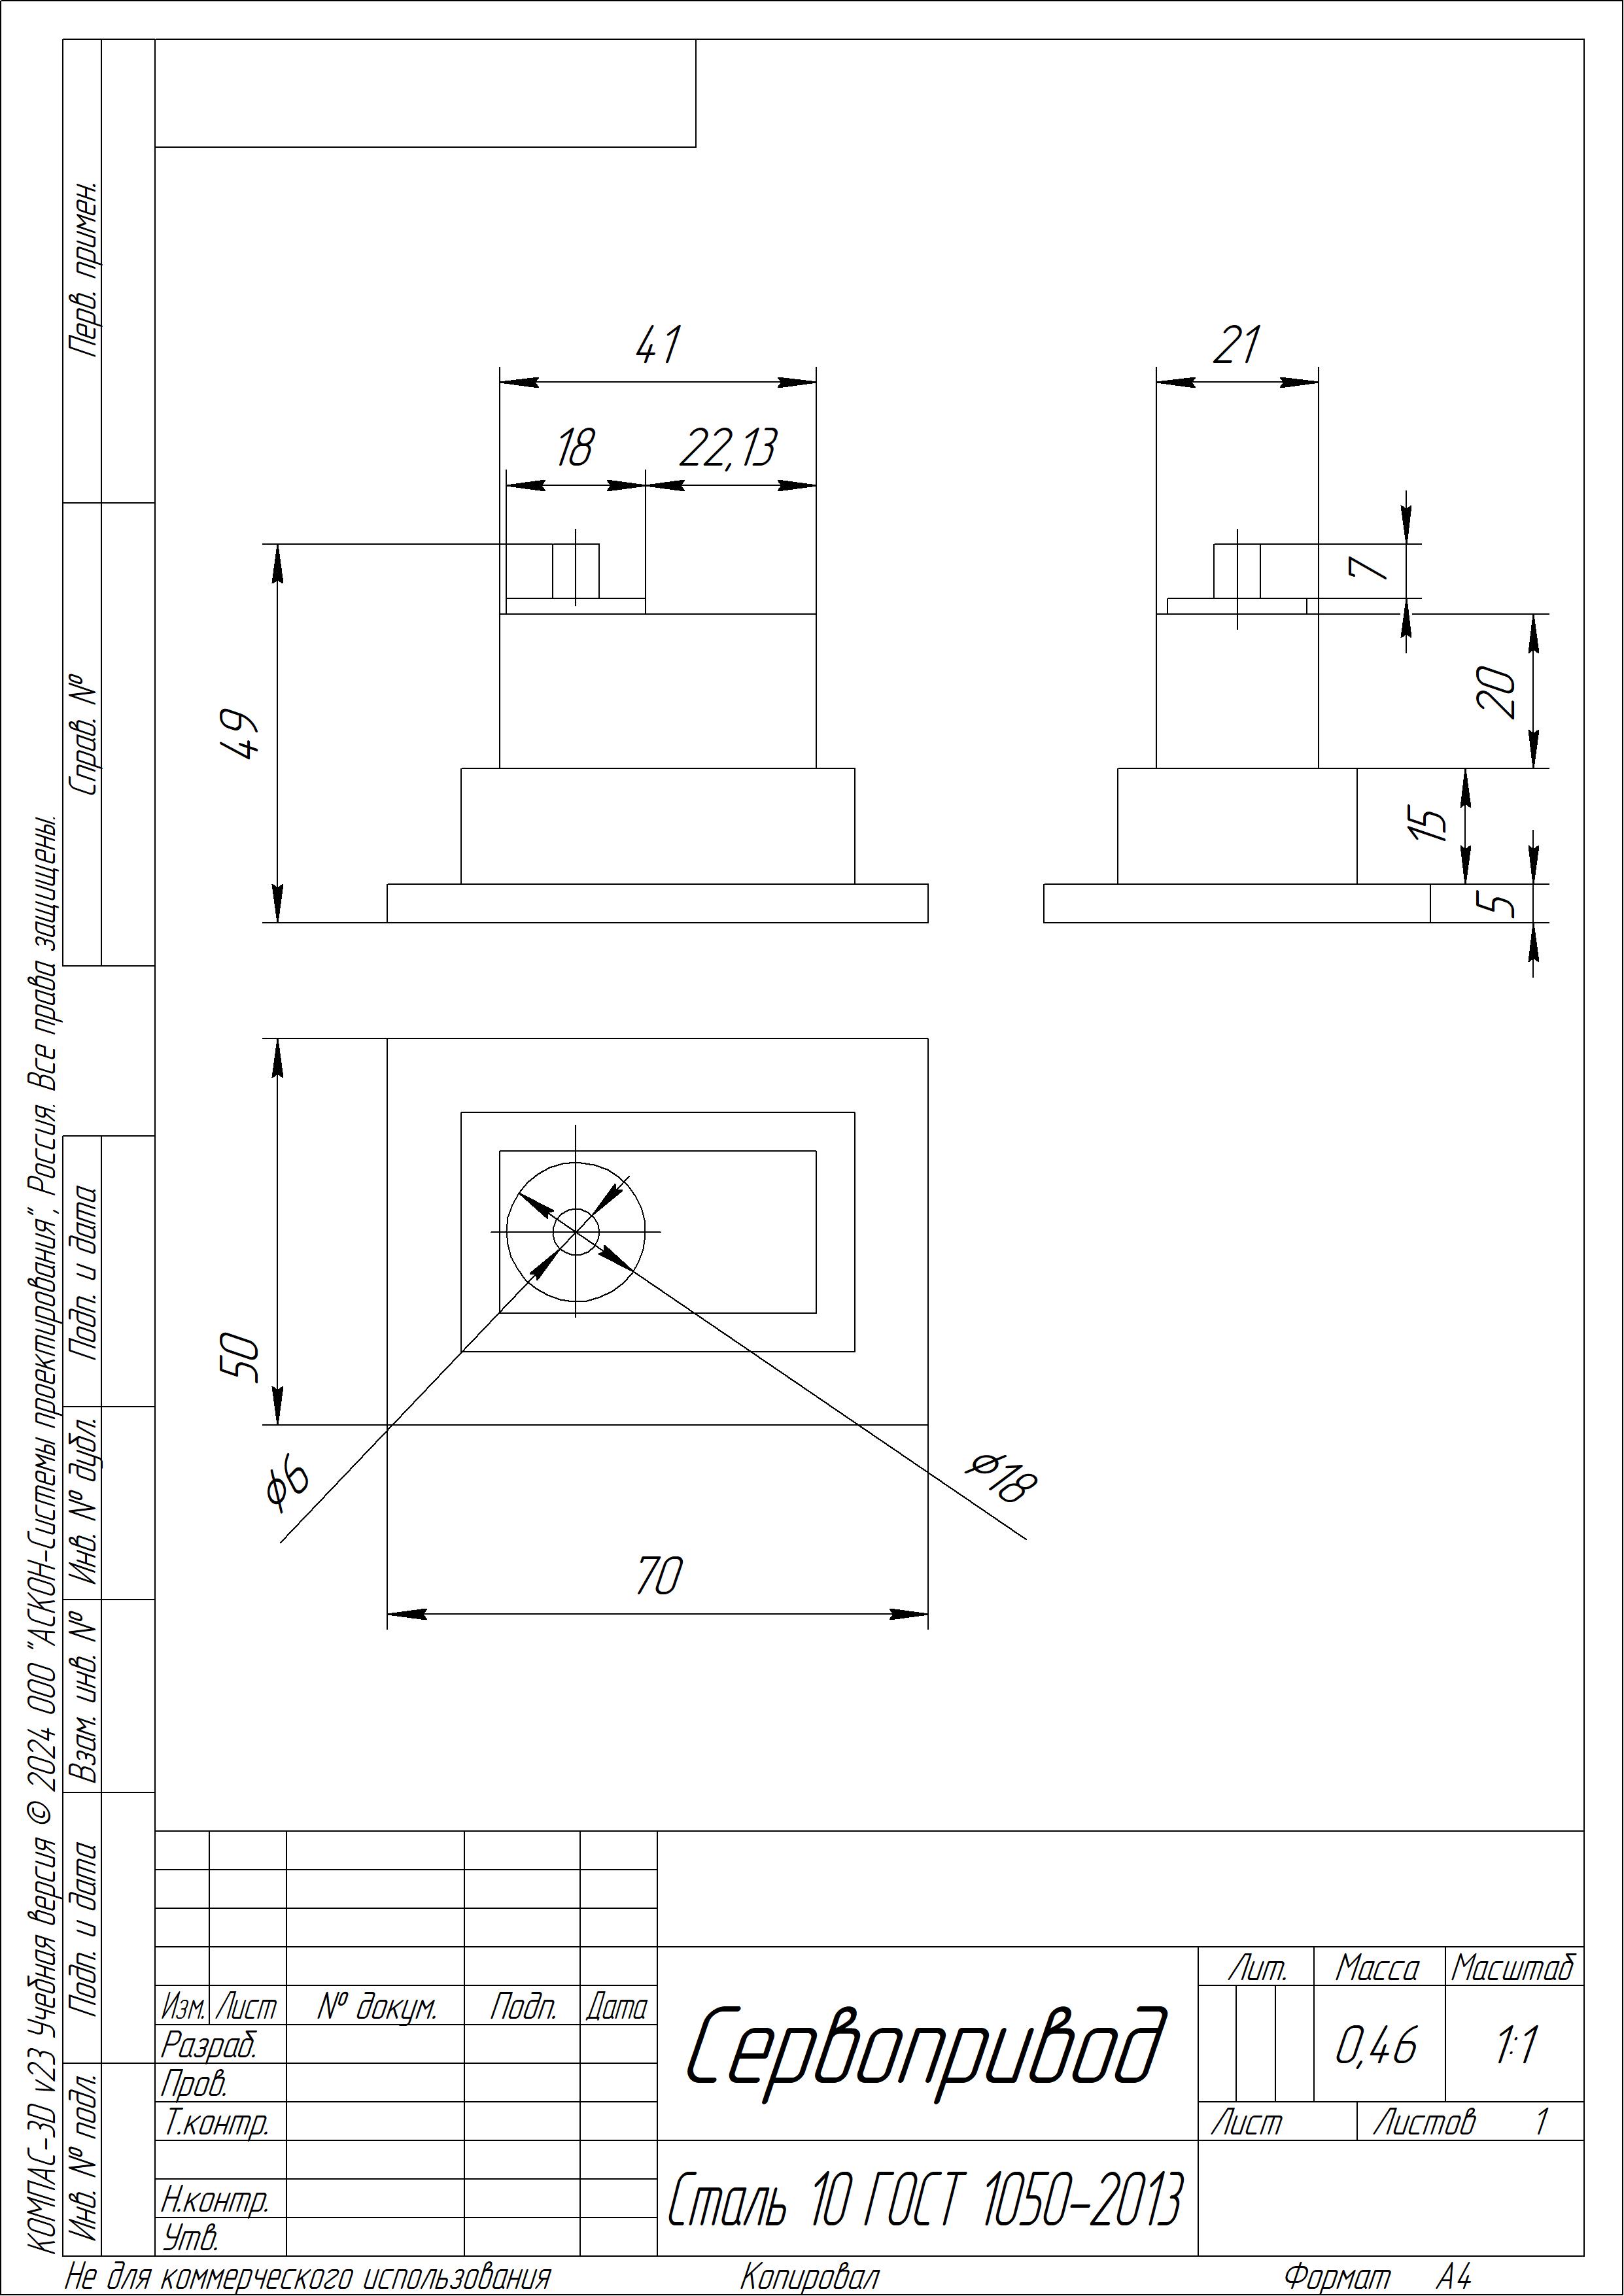 Перв. примен.
Справ. №
Подп. и дата
Инв. № дубл.
Взам. инв. №
Подп. и дата
Инв. № подл.
КОМПАС-3D v23 Учебная версия © 2024 ООО "АСКОН-Системы проектирования", Россия. Все права защищены.
41
21
18
22,13
7
49
20
15
5
50
⌀6
⌀18
70
Лит. Масса Масштаб
Изм. Лист № докум. Подп. Дата
Разраб.
Пров.
Т.контр.
Н.контр.
Утв.
Сервопривод
0,46
1:1
Лист
Листов 1
Сталь 10 ГОСТ 1050-2013
Не для коммерческого использования
Копировал
Формат A4